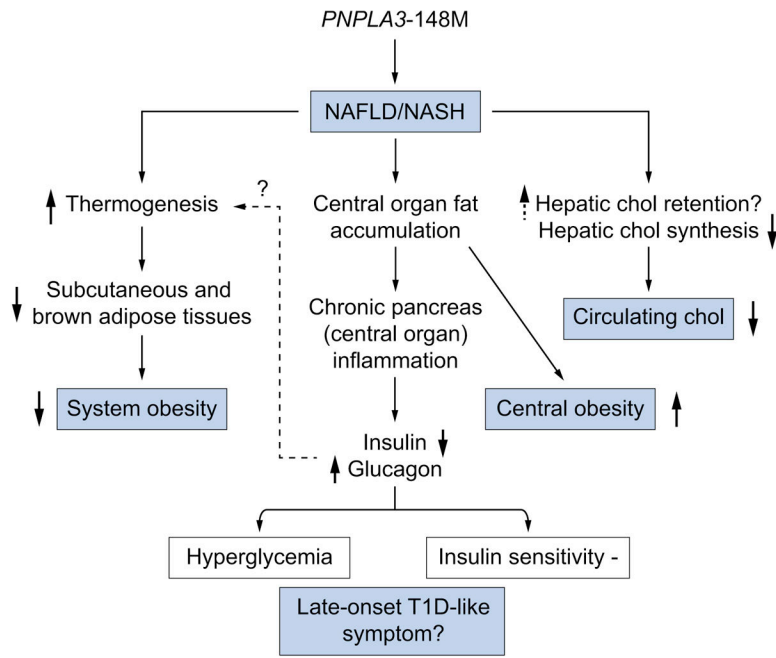 PNPLA3-148M
NAFLD/NASH
?
Thermogenesis
Central organ fat
accumulation
Hepatic chol retention?
Hepatic chol synthesis
Subcutaneous and
brown adipose tissues
Chronic pancreas
(central organ)
inflammation
Circulating chol
System obesity
Central obesity
Insulin
Glucagon
Hyperglycemia
Insulin sensitivity -
Late-onset T1D-like
symptom?